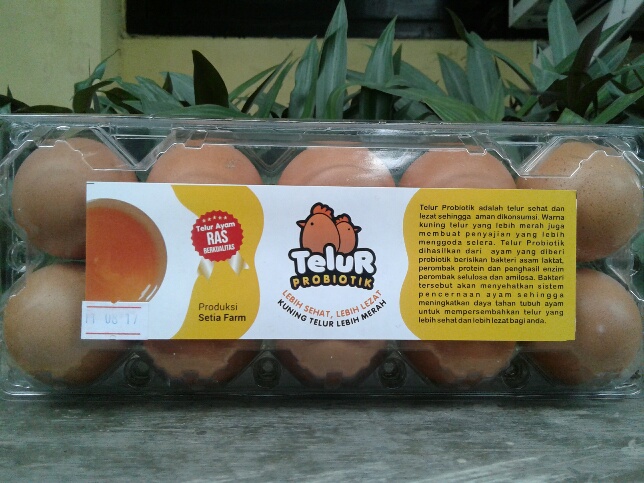 Telur Ayam
RAS
BERKUALITAS
Produksi
Setia Farm
08 17
TeluR
PROBIOTIK
LEBIH SEHAT, LEBIH LEZAT
KUNING TELUR LEBIH MERAH
Telur Probiotik adalah telur sehat dan
lezat sehingga aman dikonsumsi. Warna
kuning telur yang lebih merah juga
membuat penyajian yang lebih
menggoda selera. Telur Probiotik
dihasilkan dari ayam yang diberi
probiotik berisikan bakteri asam laktat,
perombak protein dan penghasil enzim
perombak selulosa dan amilosa. Bakteri
tersebut akan menyehatkan sistem
pencernaan ayam sehingga
meningkatkan daya tahan tubuh ayam
untuk mempersembahkan telur yang
lebih sehat dan lebih lezat bagi anda.